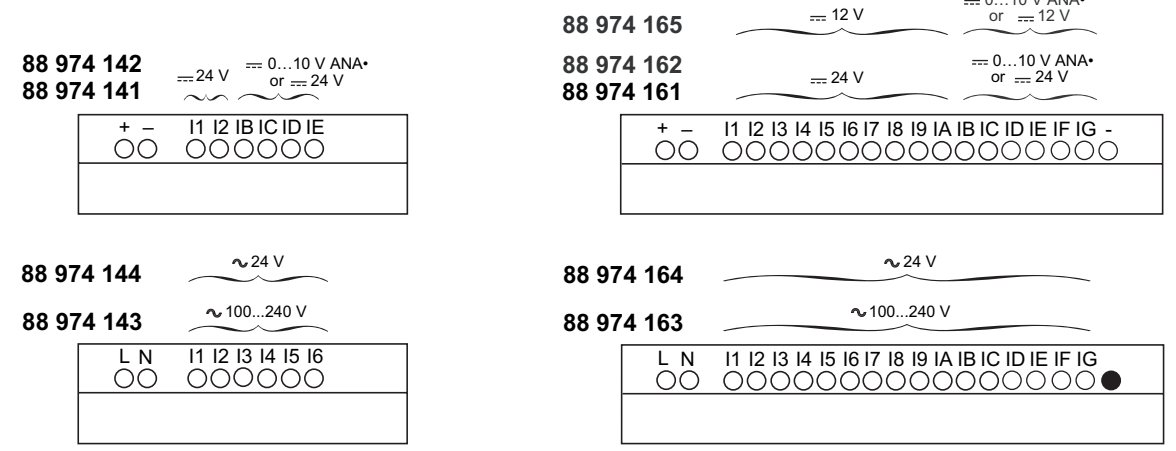 88 974 142
88 974 141
⎓ 24 V
⎓ 0…10 V ANA•
or ⎓ 24 V
+ – I1 I2 IB IC ID IE
88 974 165
⎓ 12 V
⎓ 0…10 V ANA•
or ⎓ 12 V
88 974 162
88 974 161
⎓ 24 V
⎓ 0…10 V ANA•
or ⎓ 24 V
+ – I1 I2 I3 I4 I5 I6 I7 I8 I9 IA IB IC ID IE IF IG -
88 974 144
∿ 24 V
88 974 143
∿ 100...240 V
L N I1 I2 I3 I4 I5 I6
88 974 164
∿ 24 V
88 974 163
∿ 100...240 V
L N I1 I2 I3 I4 I5 I6 I7 I8 I9 IA IB IC ID IE IF IG